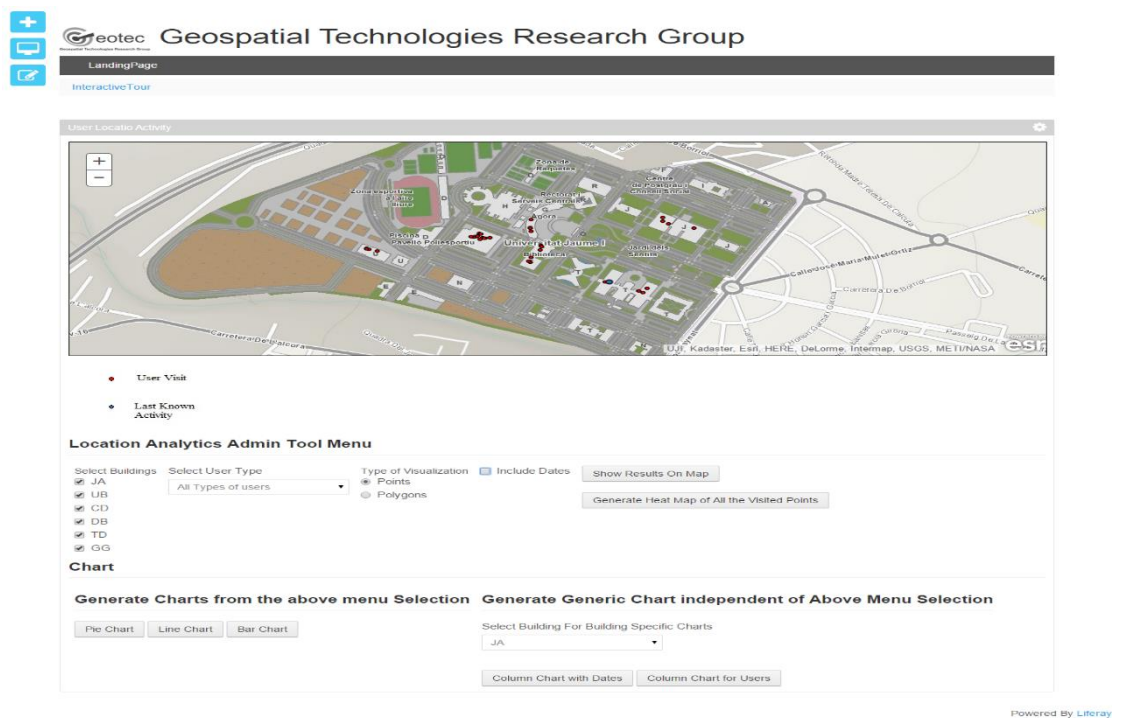 Geotec Geospatial Technologies Research Group
Geospatial Technologies Research Group
LandingPage
InteractiveTour
User Locatio Activity
+
−
Zona de
Raquetes
Centre
de Postgrau i
Consell Social
Zona esportiva
a l'aire
lliure
Rectorat i
Serveis Centrals
Àgora
Piscina
Pavelló Poliesportiu
Universitat Jaume I
Biblioteca
Jardí dels
Sentits
Calle José Maria Mulet Ortiz
Carretera De Borriol
Carretera De
UJI, Kadaster, Esri, HERE, DeLorme, Intermap, USGS, METI/NASA
esri
User Visit
Last Known
Activity
Location Analytics Admin Tool Menu
Select Buildings Select User Type Type of Visualization Include Dates Show Results On Map
JA All Types of users Points
UB Polygons Generate Heat Map of All the Visited Points
CD
DB
TD
GG
Chart
Generate Charts from the above menu Selection Generate Generic Chart independent of Above Menu Selection
Pie Chart Line Chart Bar Chart Select Building For Building Specific Charts
JA
Column Chart with Dates Column Chart for Users
Powered By Liferay